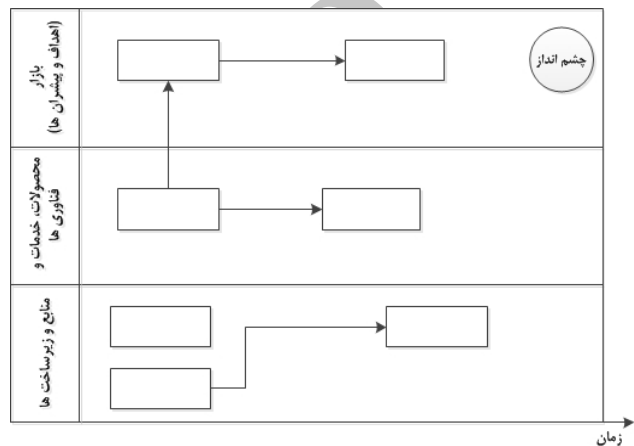 بازار
(اهداف و پیشران ها)
چشم انداز
محصولات، خدمات و
فناوری ها
منابع و زیرساخت ها
زمان